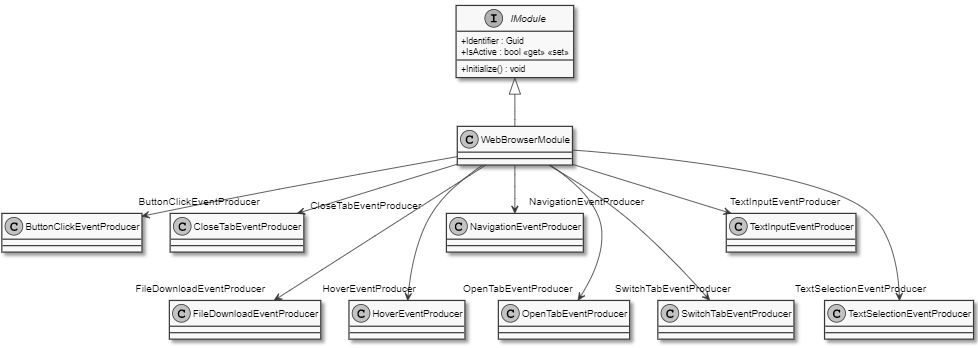 I IModule
+Identifier : Guid
+IsActive : bool «get» «set»
+Initialize() : void
C WebBrowserModule
ButtonClickEventProducer
CloseTabEventProducer
NavigationEventProducer
TextInputEventProducer
C ButtonClickEventProducer
C CloseTabEventProducer
C NavigationEventProducer
C TextInputEventProducer
FileDownloadEventProducer
HoverEventProducer
OpenTabEventProducer
SwitchTabEventProducer
TextSelectionEventProducer
C FileDownloadEventProducer
C HoverEventProducer
C OpenTabEventProducer
C SwitchTabEventProducer
C TextSelectionEventProducer